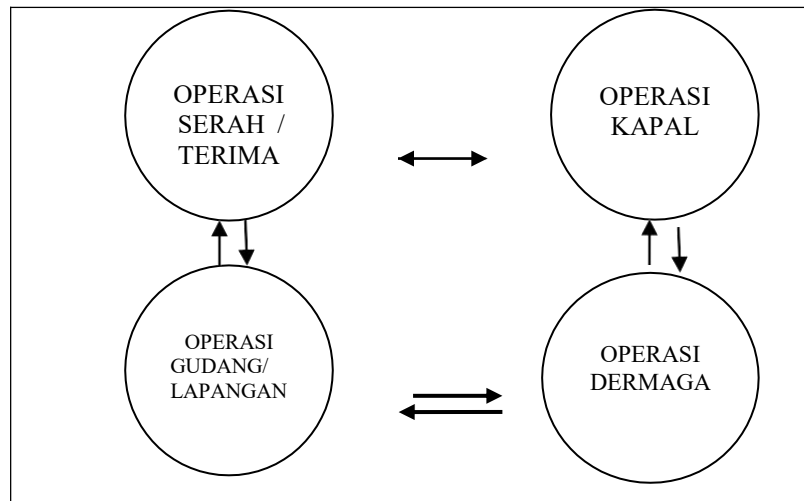 OPERASI
SERAH /
TERIMA
OPERASI
KAPAL
OPERASI
GUDANG/
LAPANGAN
OPERASI
DERMAGA